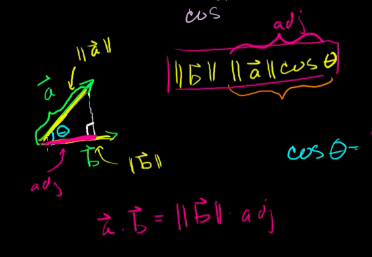 cos
adj
‖a⃗‖
‖b⃗‖ ‖a⃗‖ cos θ
a⃗
θ
b⃗
‖b⃗‖
adj
cos θ=
a⃗ . b⃗ = ‖b⃗‖ · adj